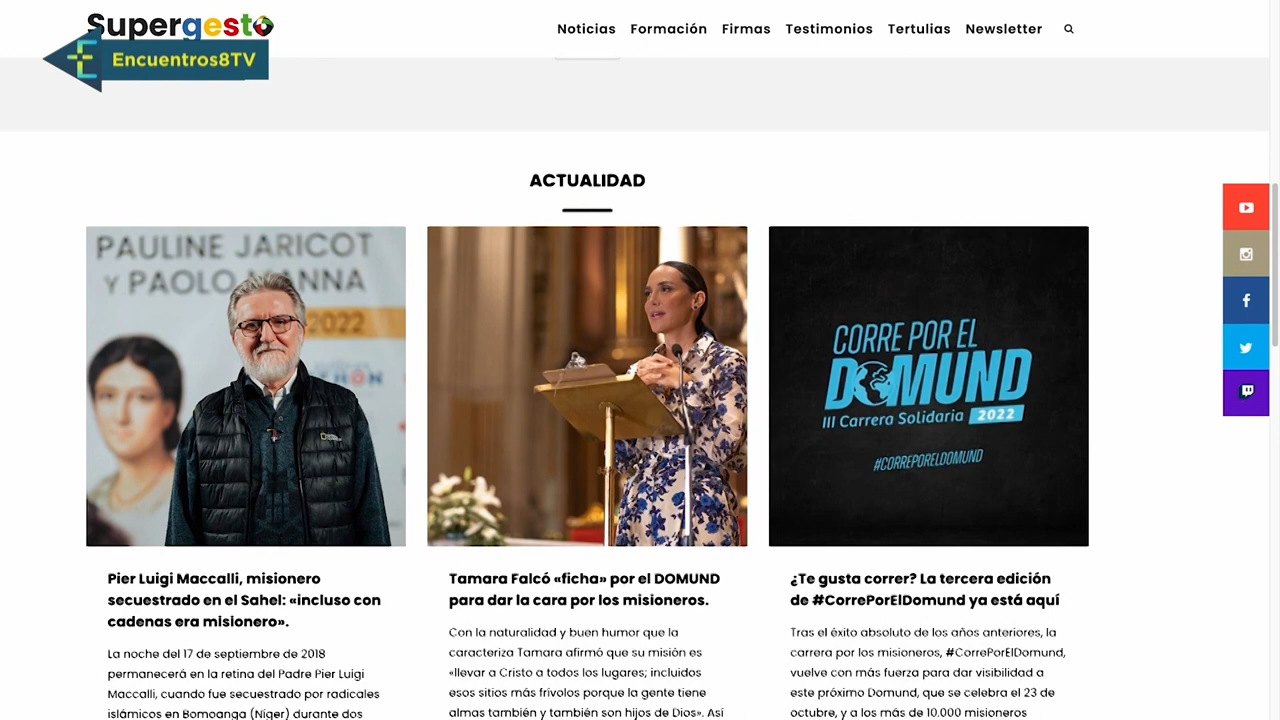 Supergesto
Noticias Formación Firmas Testimonios Tertulias Newsletter
Encuentros8TV
ACTUALIDAD
PAULINE JARICOT
Y PAOLO MANNA
2022
CORRE POR EL
DOMUND
III Carrera Solidaria 2022
#CORREPORELDOMUND
Pier Luigi Maccalli, misionero
secuestrado en el Sahel: «incluso con
cadenas era misionero».
La noche del 17 de septiembre de 2018
permanecerá en la retina del Padre Pier Luigi
Maccalli, cuando fue secuestrado por radicales
islámicos en Bomoanga (Níger) durante dos
Tamara Falcó «ficha» por el DOMUND
para dar la cara por los misioneros.
Con la naturalidad y buen humor que la
caracteriza Tamara afirmó que su misión es
«llevar a Cristo a todos los lugares; incluidos
esos sitios más frívolos porque la gente tiene
almas también y también son hijos de Dios». Así
¿Te gusta correr? La tercera edición
de #CorrePorElDomund ya está aquí
Tras el éxito absoluto de los años anteriores, la
carrera por los misioneros, #CorrePorElDomund,
vuelve con más fuerza para dar visibilidad a
este próximo Domund, que se celebra el 23 de
octubre, y a los más de 10.000 misioneros